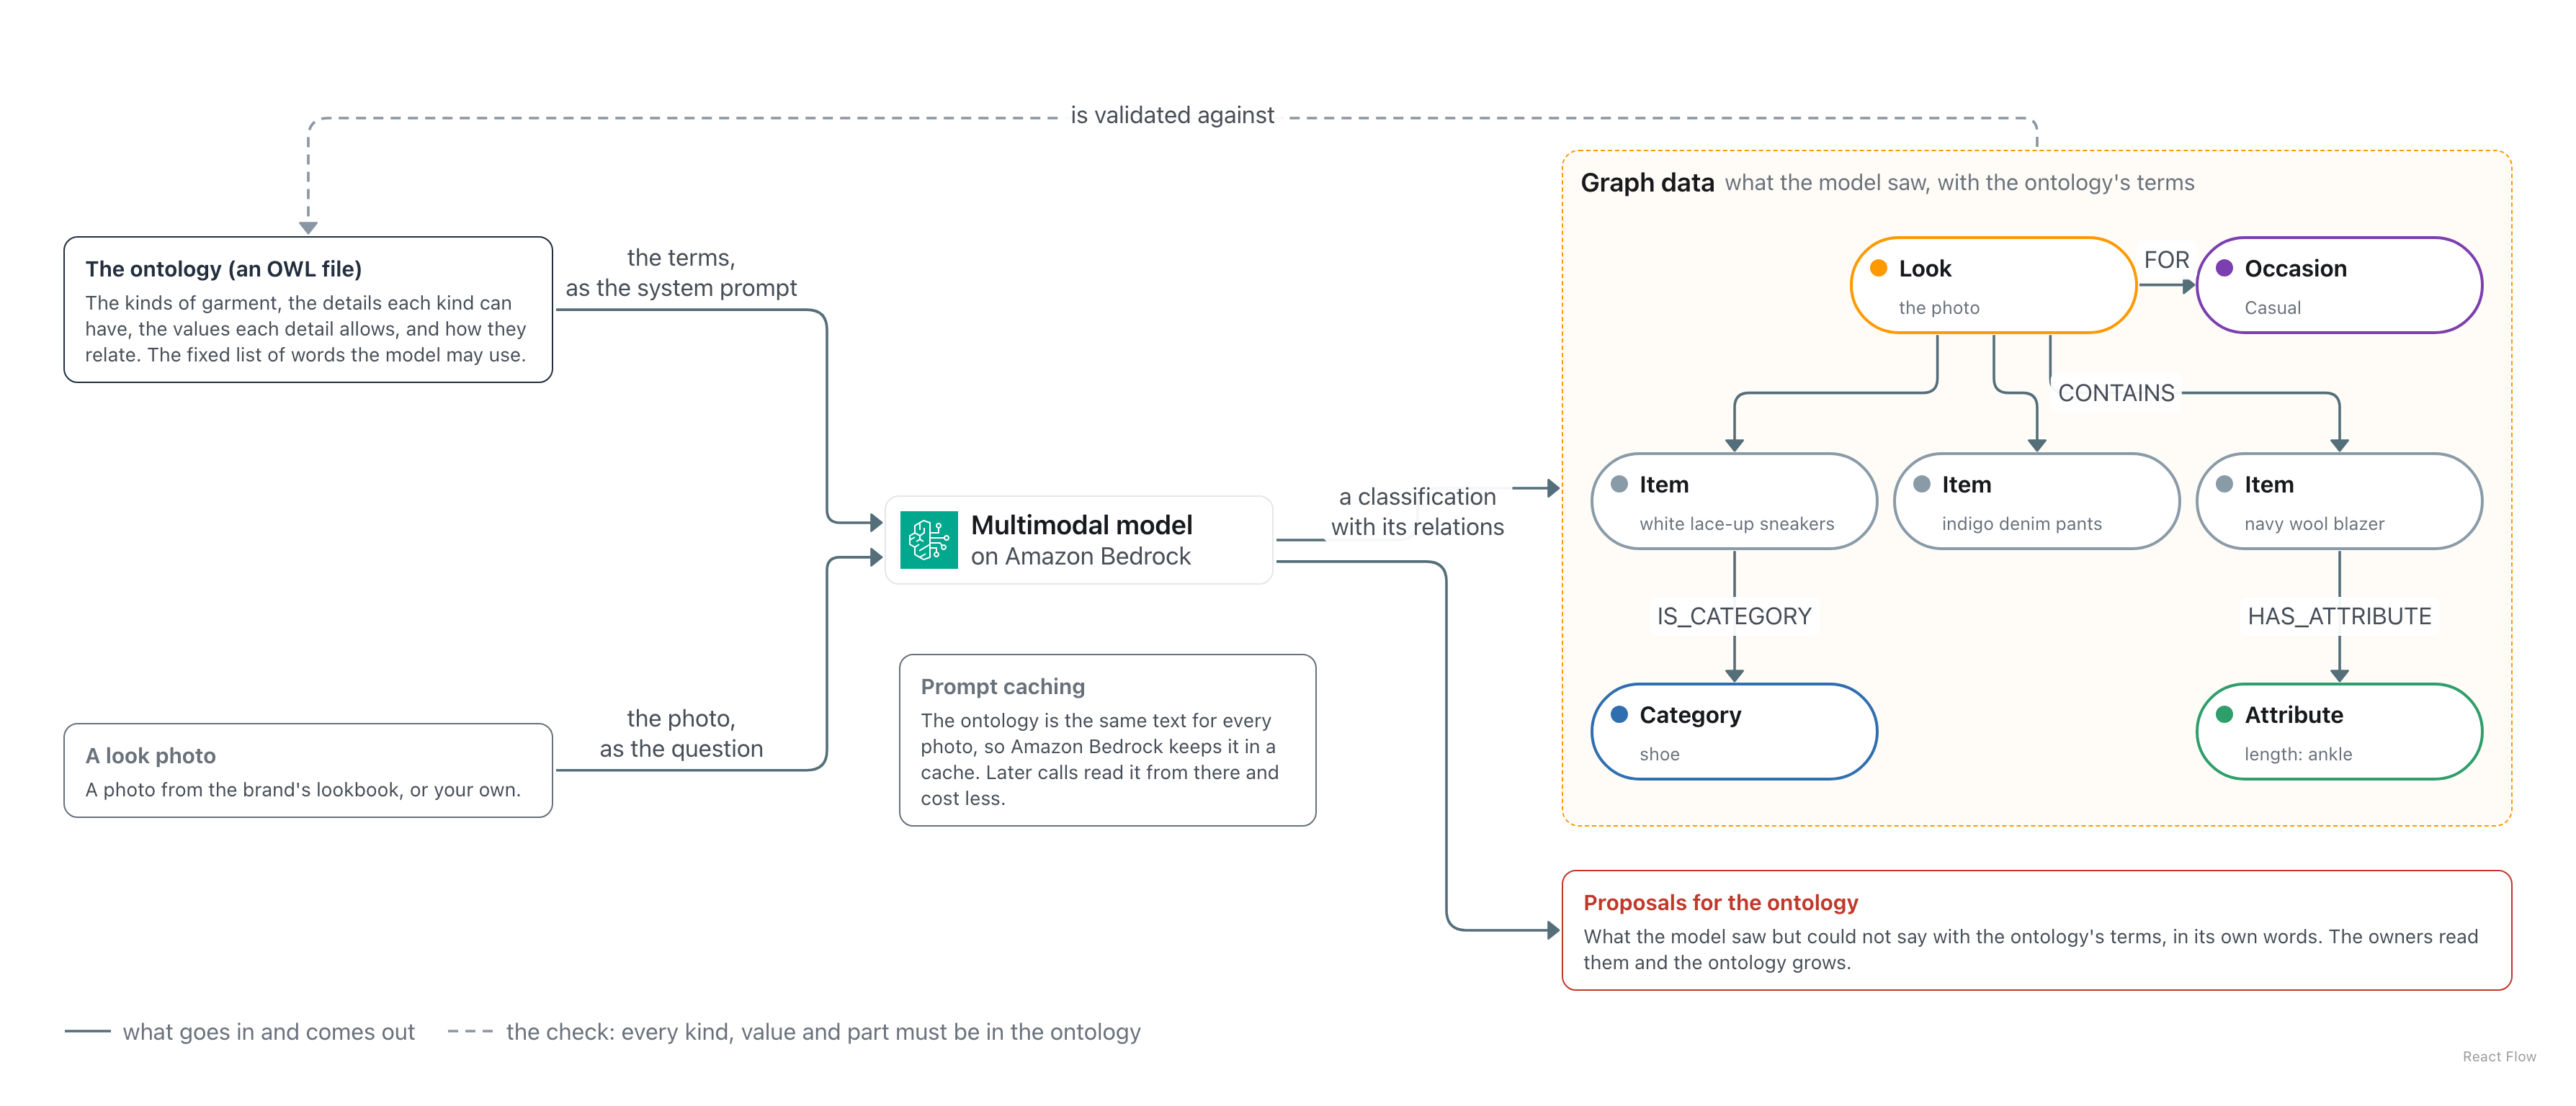 is validated against
Graph data what the model saw, with the ontology's terms
The ontology (an OWL file)
The kinds of garment, the details each kind can
have, the values each detail allows, and how they
relate. The fixed list of words the model may use.
the terms,
as the system prompt
Look
the photo
FOR
Occasion
Casual
CONTAINS
Item
white lace-up sneakers
Item
indigo denim pants
Item
navy wool blazer
a classification
with its relations
Multimodal model
on Amazon Bedrock
IS_CATEGORY
HAS_ATTRIBUTE
Prompt caching
The ontology is the same text for every
photo, so Amazon Bedrock keeps it in a
cache. Later calls read it from there and
cost less.
Category
shoe
Attribute
length: ankle
the photo,
as the question
A look photo
A photo from the brand's lookbook, or your own.
Proposals for the ontology
What the model saw but could not say with the ontology's terms, in its own words. The owners read
them and the ontology grows.
what goes in and comes out
the check: every kind, value and part must be in the ontology
React Flow